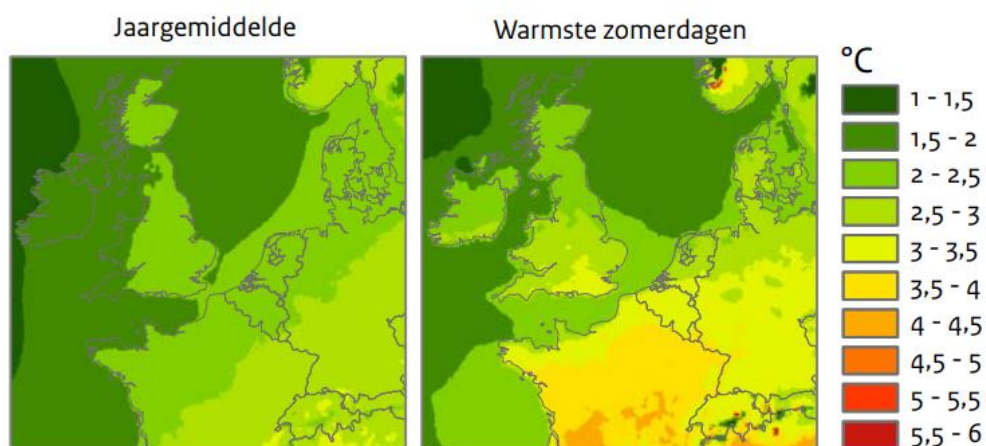 Jaargemiddelde
Warmste zomerdagen
°C
1 - 1,5
1,5 - 2
2 - 2,5
2,5 - 3
3 - 3,5
3,5 - 4
4 - 4,5
4,5 - 5
5 - 5,5
5,5 - 6